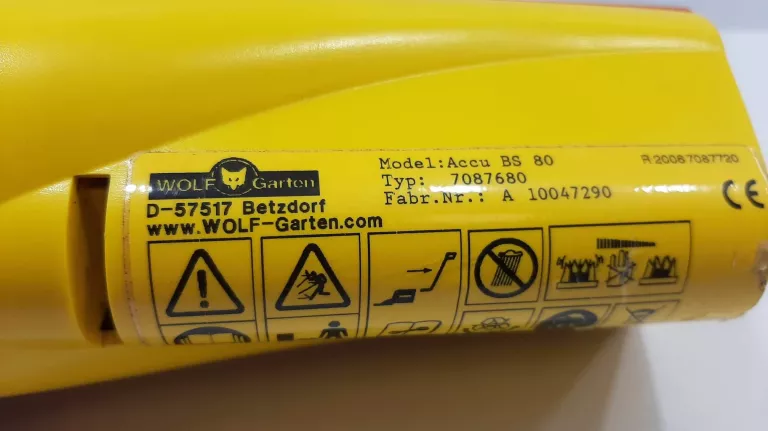 WOLF Garten
D-57517 Betzdorf
www.WOLF-Garten.com
Model:Accu BS 80
Typ: 7087680
Fabr.Nr.: A 10047290
R 2008 7087720
CE